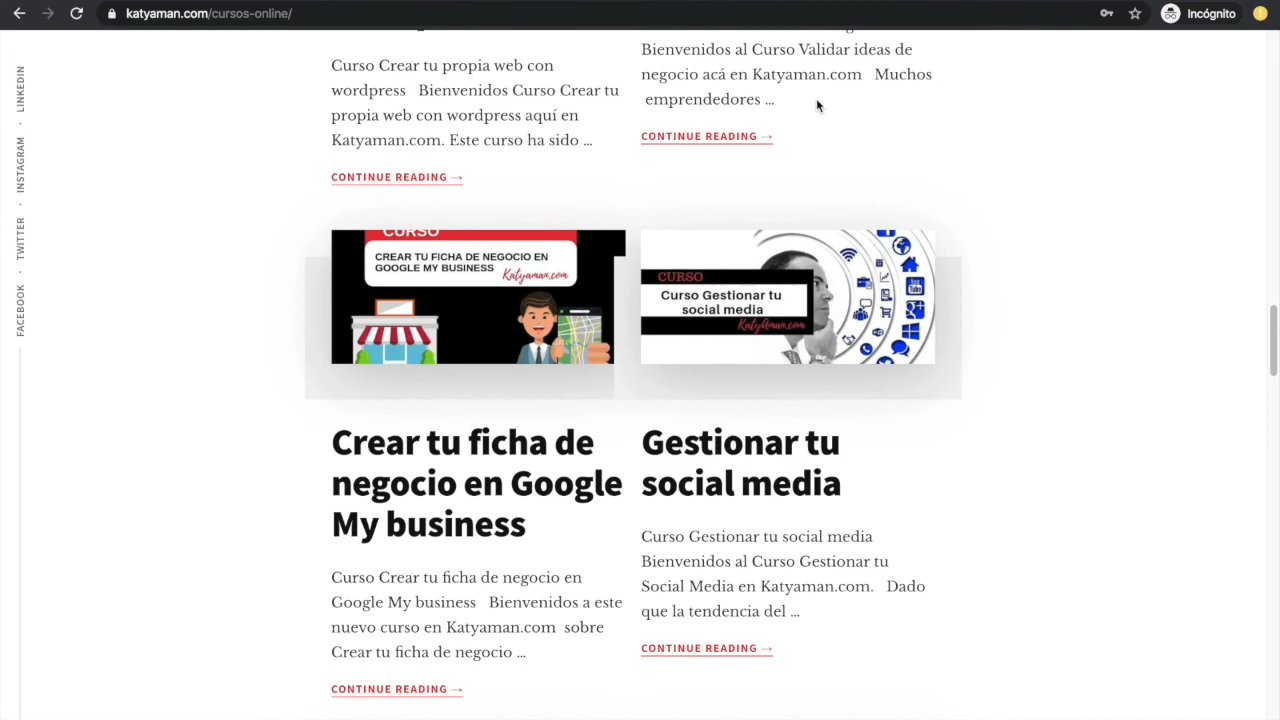 katyaman.com/cursos-online/
Incógnito
FACEBOOK · TWITTER · INSTAGRAM · LINKEDIN
Curso Crear tu propia web con
wordpress Bienvenidos Curso Crear tu
propia web con wordpress aquí en
Katyaman.com. Este curso ha sido ...
CONTINUE READING →
Bienvenidos al Curso Validar ideas de
negocio acá en Katyaman.com Muchos
emprendedores ...
CONTINUE READING →
CURSO
CREAR TU FICHA DE NEGOCIO EN
GOOGLE MY BUSINESS
Katyaman.com
Crear tu ficha de
negocio en Google
My business
Curso Crear tu ficha de negocio en
Google My business Bienvenidos a este
nuevo curso en Katyaman.com sobre
Crear tu ficha de negocio ...
CONTINUE READING →
CURSO
Curso Gestionar tu
social media
KatyAman.com
You
Tube
Gestionar tu
social media
Curso Gestionar tu social media
Bienvenidos al Curso Gestionar tu
Social Media en Katyaman.com. Dado
que la tendencia del ...
CONTINUE READING →